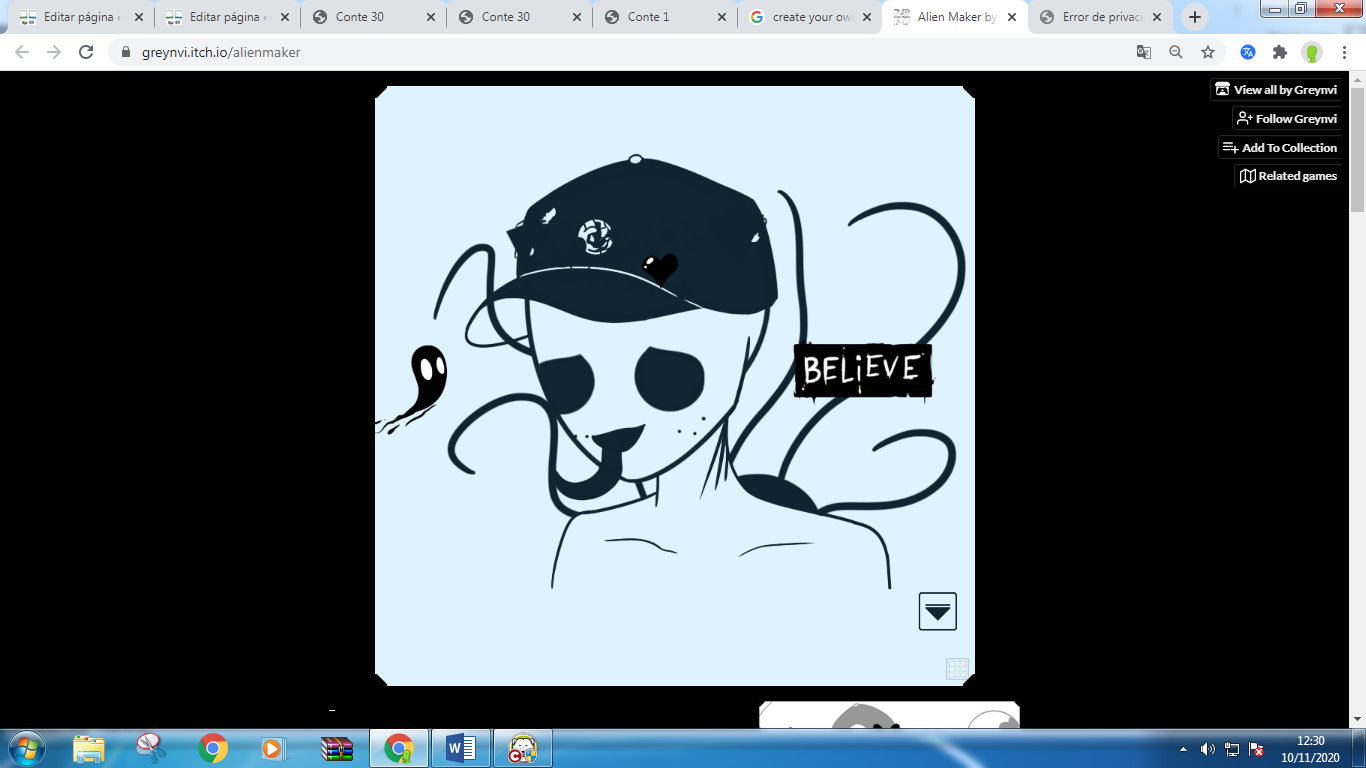 Editar página
Editar página
Conte 30
Conte 30
Conte 1
create your ow
Alien Maker by
Error de privac
greynvi.itch.io/alienmaker
View all by Greynvi
Follow Greynvi
Add To Collection
Related games
BELiEVE
12:30
10/11/2020